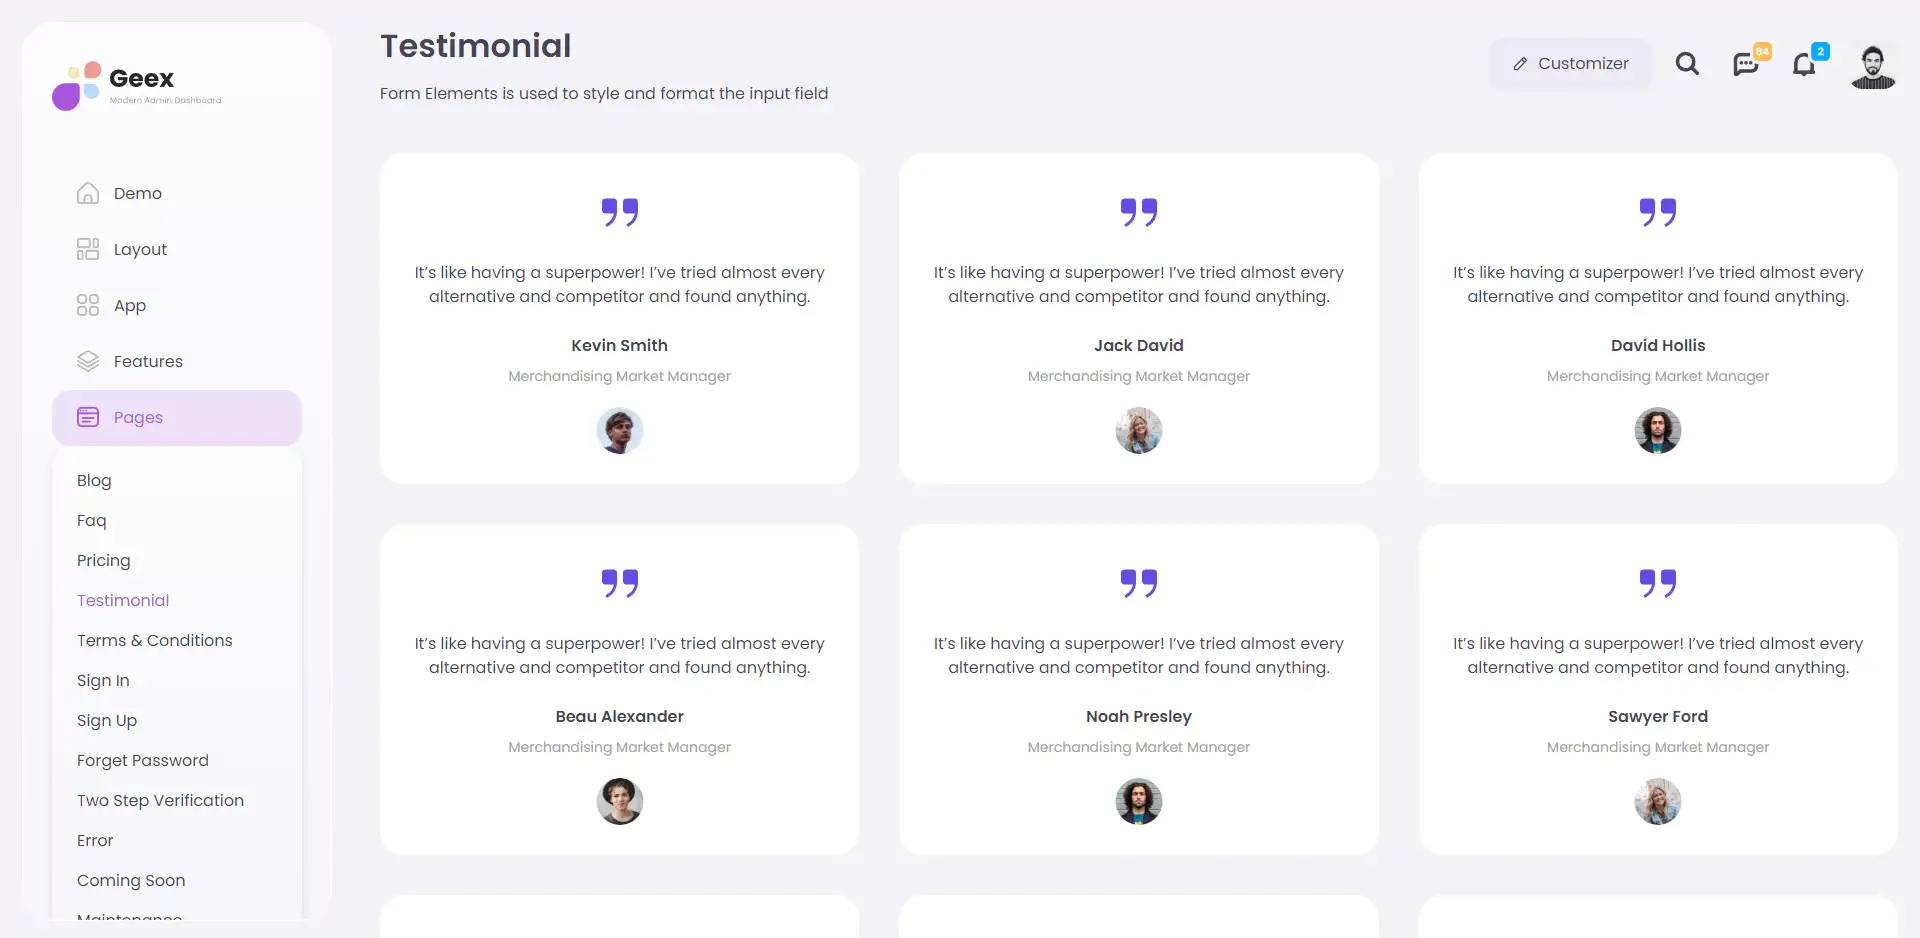 Geex
Modern Admin Dashboard
Demo
Layout
App
Features
Pages
Blog
Faq
Pricing
Testimonial
Terms & Conditions
Sign In
Sign Up
Forget Password
Two Step Verification
Error
Coming Soon
Maintenance
Testimonial
Form Elements is used to style and format the input field
Customizer
84
2
It's like having a superpower! I've tried almost every
alternative and competitor and found anything.
Kevin Smith
Merchandising Market Manager
It's like having a superpower! I've tried almost every
alternative and competitor and found anything.
Jack David
Merchandising Market Manager
It's like having a superpower! I've tried almost every
alternative and competitor and found anything.
David Hollis
Merchandising Market Manager
It's like having a superpower! I've tried almost every
alternative and competitor and found anything.
Beau Alexander
Merchandising Market Manager
It's like having a superpower! I've tried almost every
alternative and competitor and found anything.
Noah Presley
Merchandising Market Manager
It's like having a superpower! I've tried almost every
alternative and competitor and found anything.
Sawyer Ford
Merchandising Market Manager